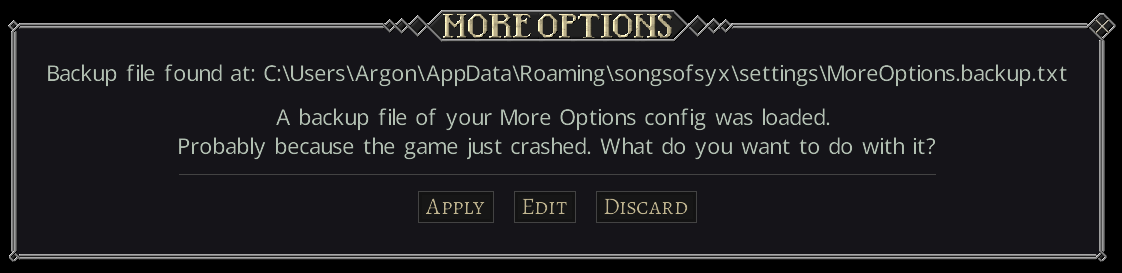 MORE OPTIONS
Backup file found at: C:\Users\Argon\AppData\Roaming\songsofsyx\settings\MoreOptions.backup.txt
A backup file of your More Options config was loaded.
Probably because the game just crashed. What do you want to do with it?
Apply Edit Discard